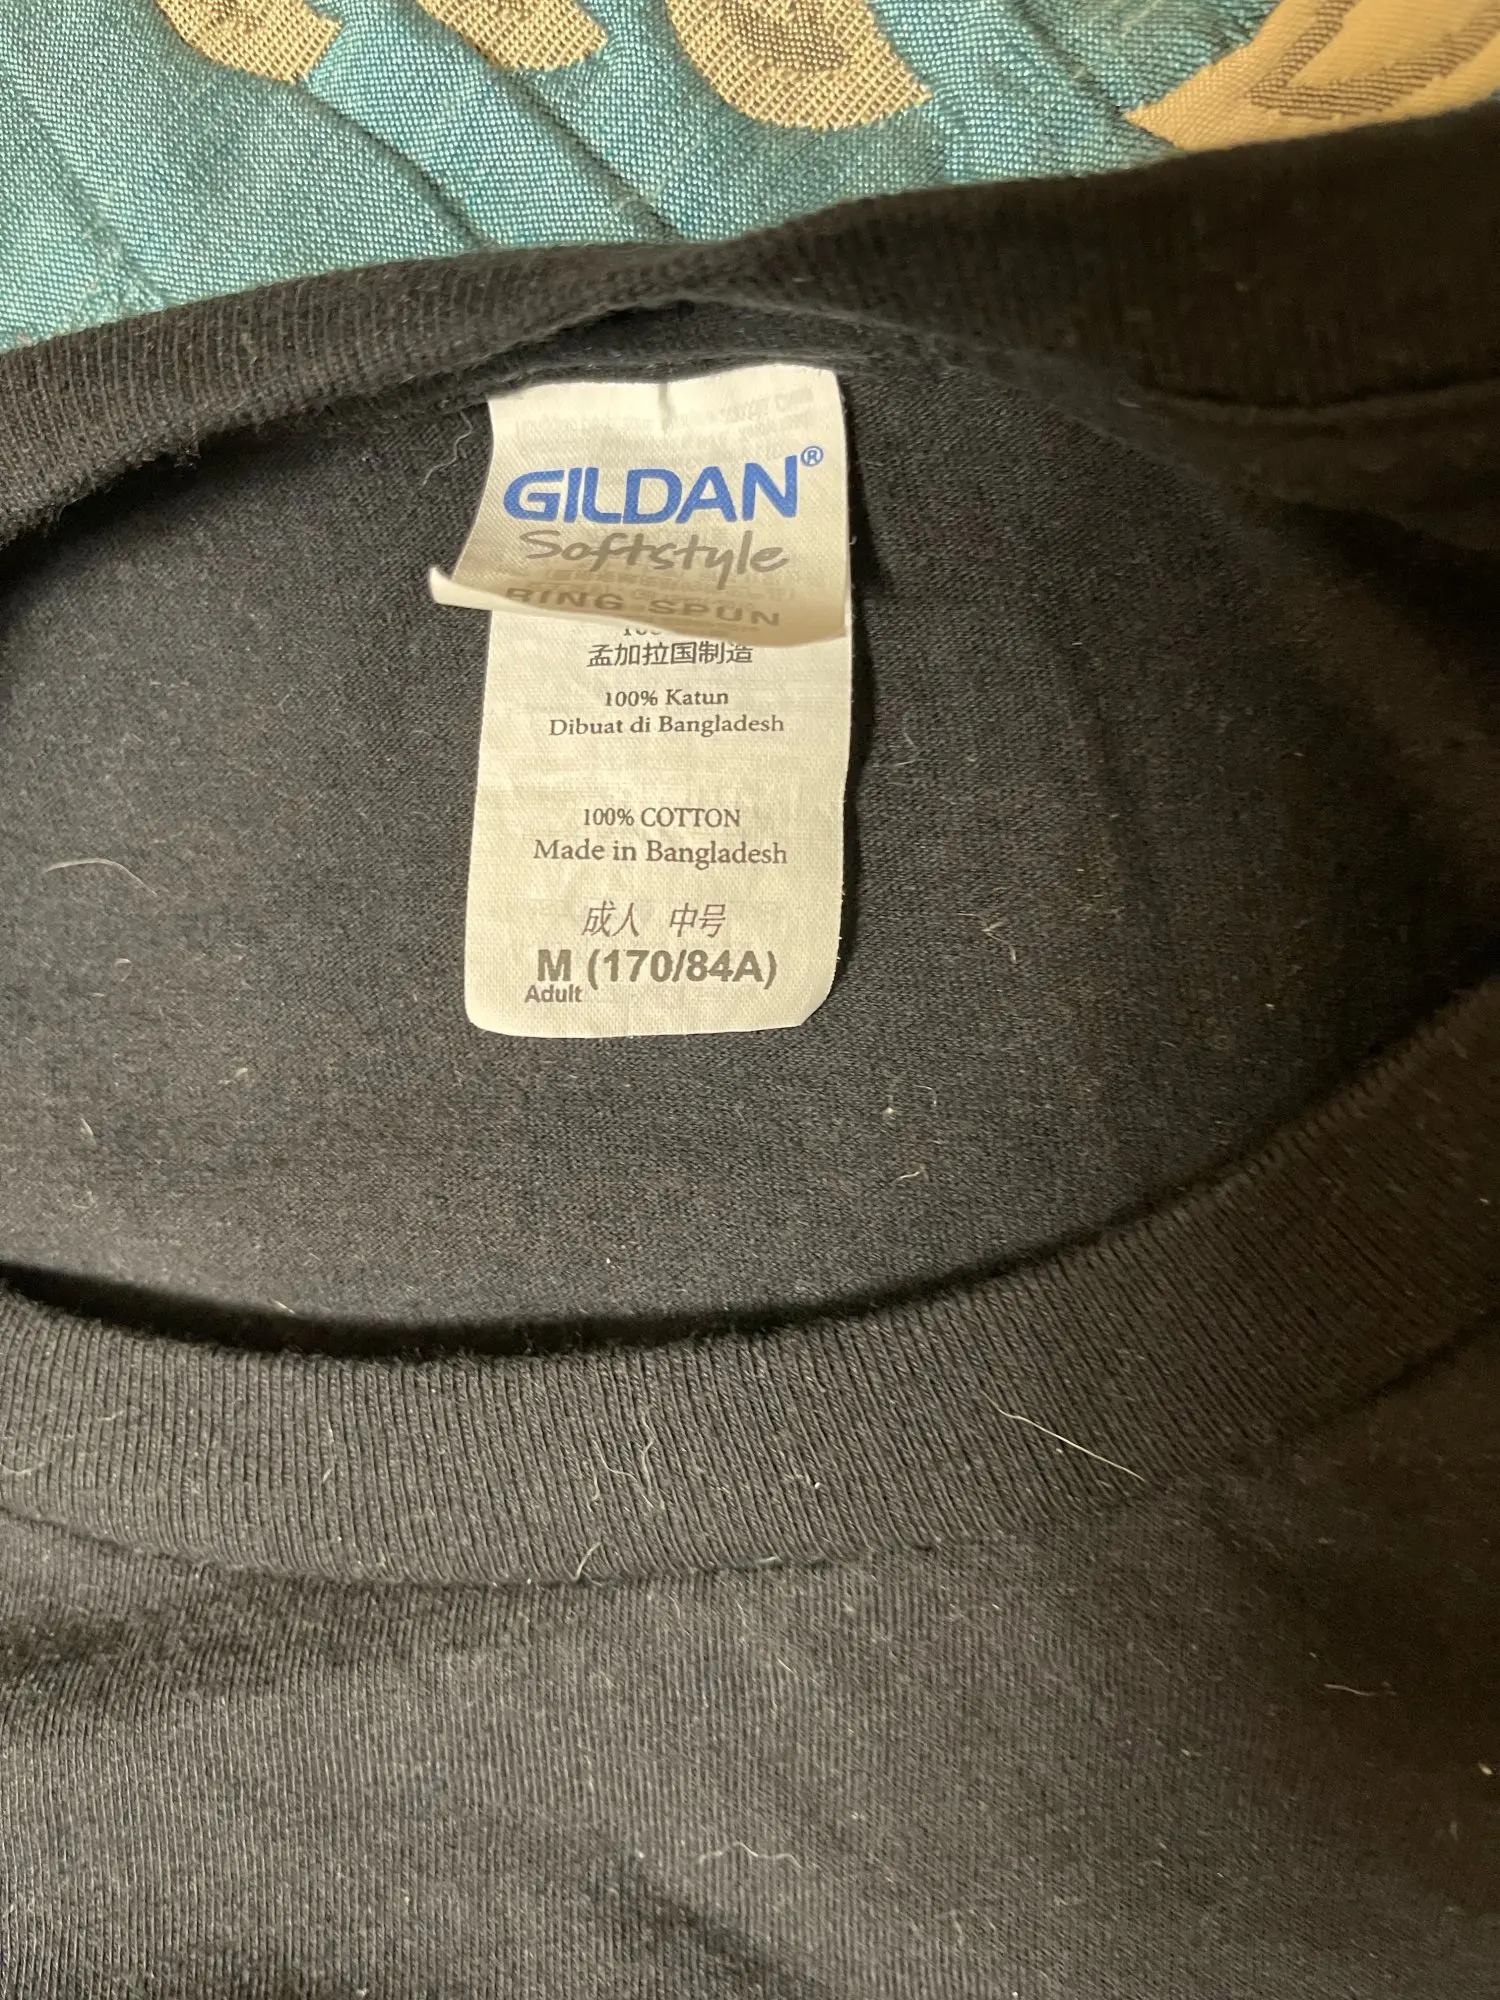 GILDAN®
Softstyle
RING SPUN
孟加拉国制造
100% Katun
Dibuat di Bangladesh
100% COTTON
Made in Bangladesh
成人 中号
M (170/84A)
Adult